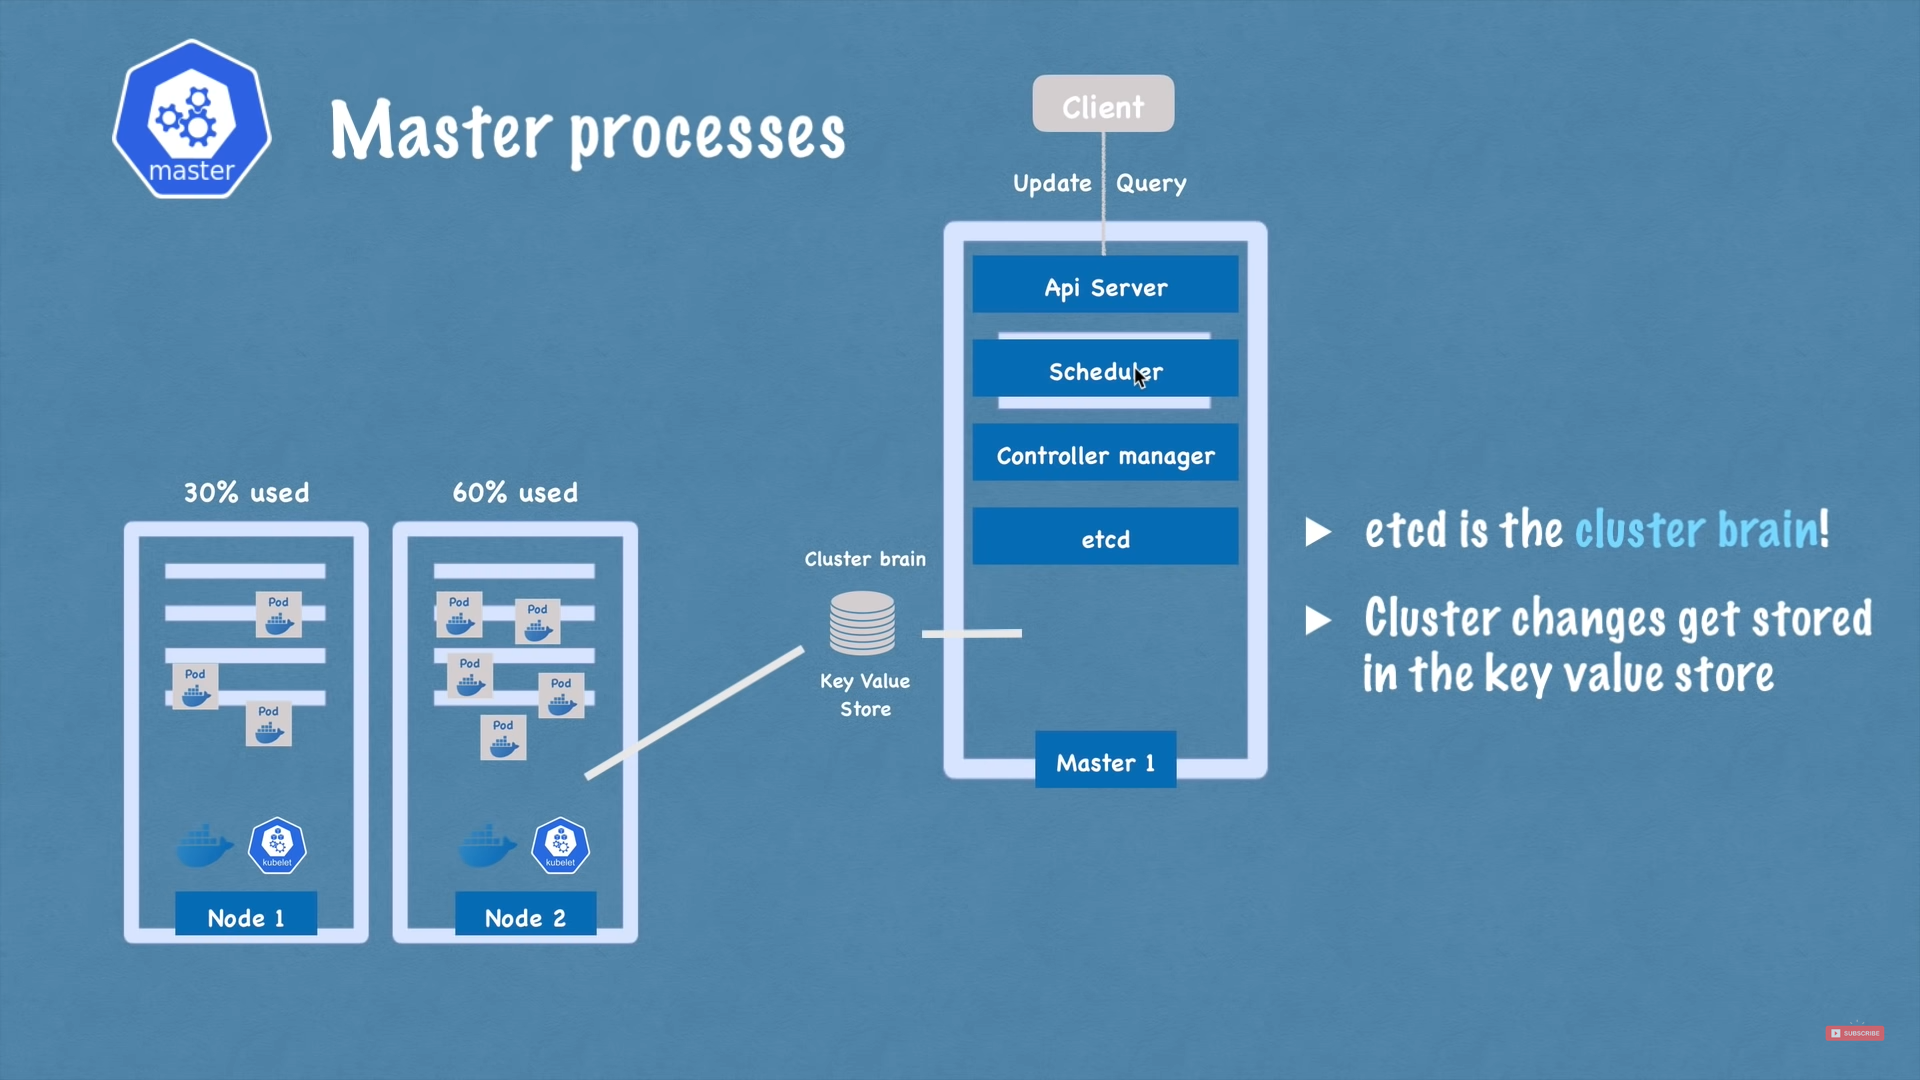 master
Master processes
Client
Update
Query
Api Server
Scheduler
Controller manager
etcd
Master 1
Cluster brain
Key Value
Store
30% used
Pod
Pod
Pod
kubelet
Node 1
60% used
Pod
Pod
Pod
Pod
Pod
kubelet
Node 2
etcd is the cluster brain!
Cluster changes get stored
in the key value store
SUBSCRIBE